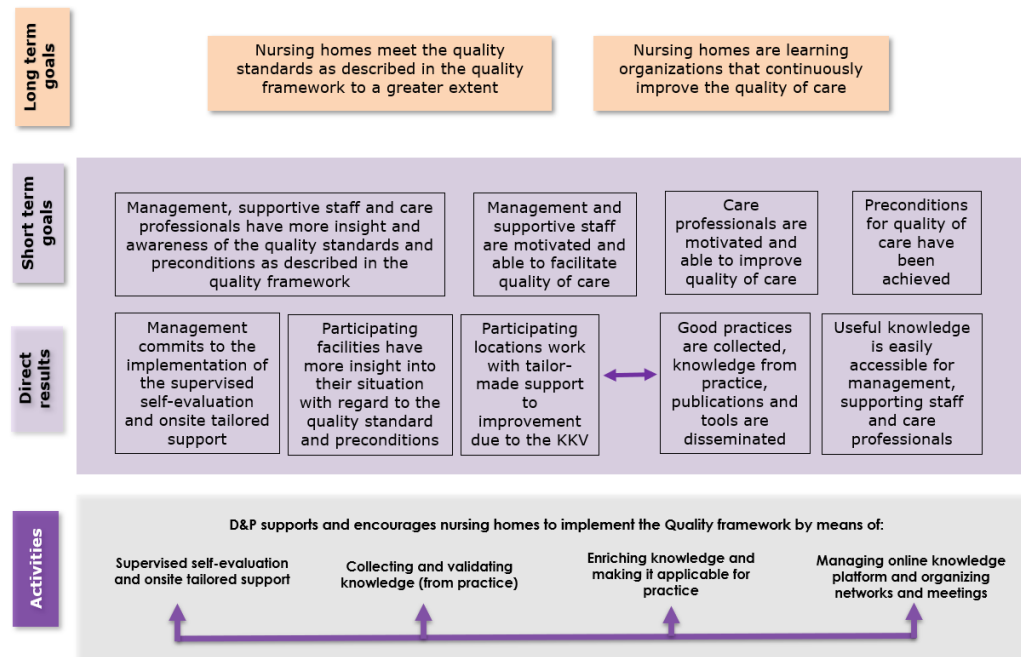 Long term
goals
Nursing homes meet the quality
standards as described in the quality
framework to a greater extent
Nursing homes are learning
organizations that continuously
improve the quality of care
Short term
goals
Management, supportive staff and care
professionals have more insight and
awareness of the quality standards and
preconditions as described in the
quality framework
Management and
supportive staff
are motivated and
able to facilitate
quality of care
Care
professionals are
motivated and
able to improve
quality of care
Preconditions
for quality of
care have
been
achieved
Direct
results
Management
commits to the
implementation of
the supervised
self-evaluation
and onsite tailored
support
Participating
facilities have
more insight into
their situation
with regard to the
quality standard
and preconditions
Participating
locations work
with tailor-
made support
to
improvement
due to the KKV
Good practices
are collected,
knowledge from
practice,
publications and
tools are
disseminated
Useful knowledge
is easily
accessible for
management,
supporting staff
and care
professionals
Activities
D&P supports and encourages nursing homes to implement the Quality framework by means of:
Supervised self-evaluation
and onsite tailored support
Collecting and validating
knowledge (from practice)
Enriching knowledge and
making it applicable for
practice
Managing online knowledge
platform and organizing
networks and meetings